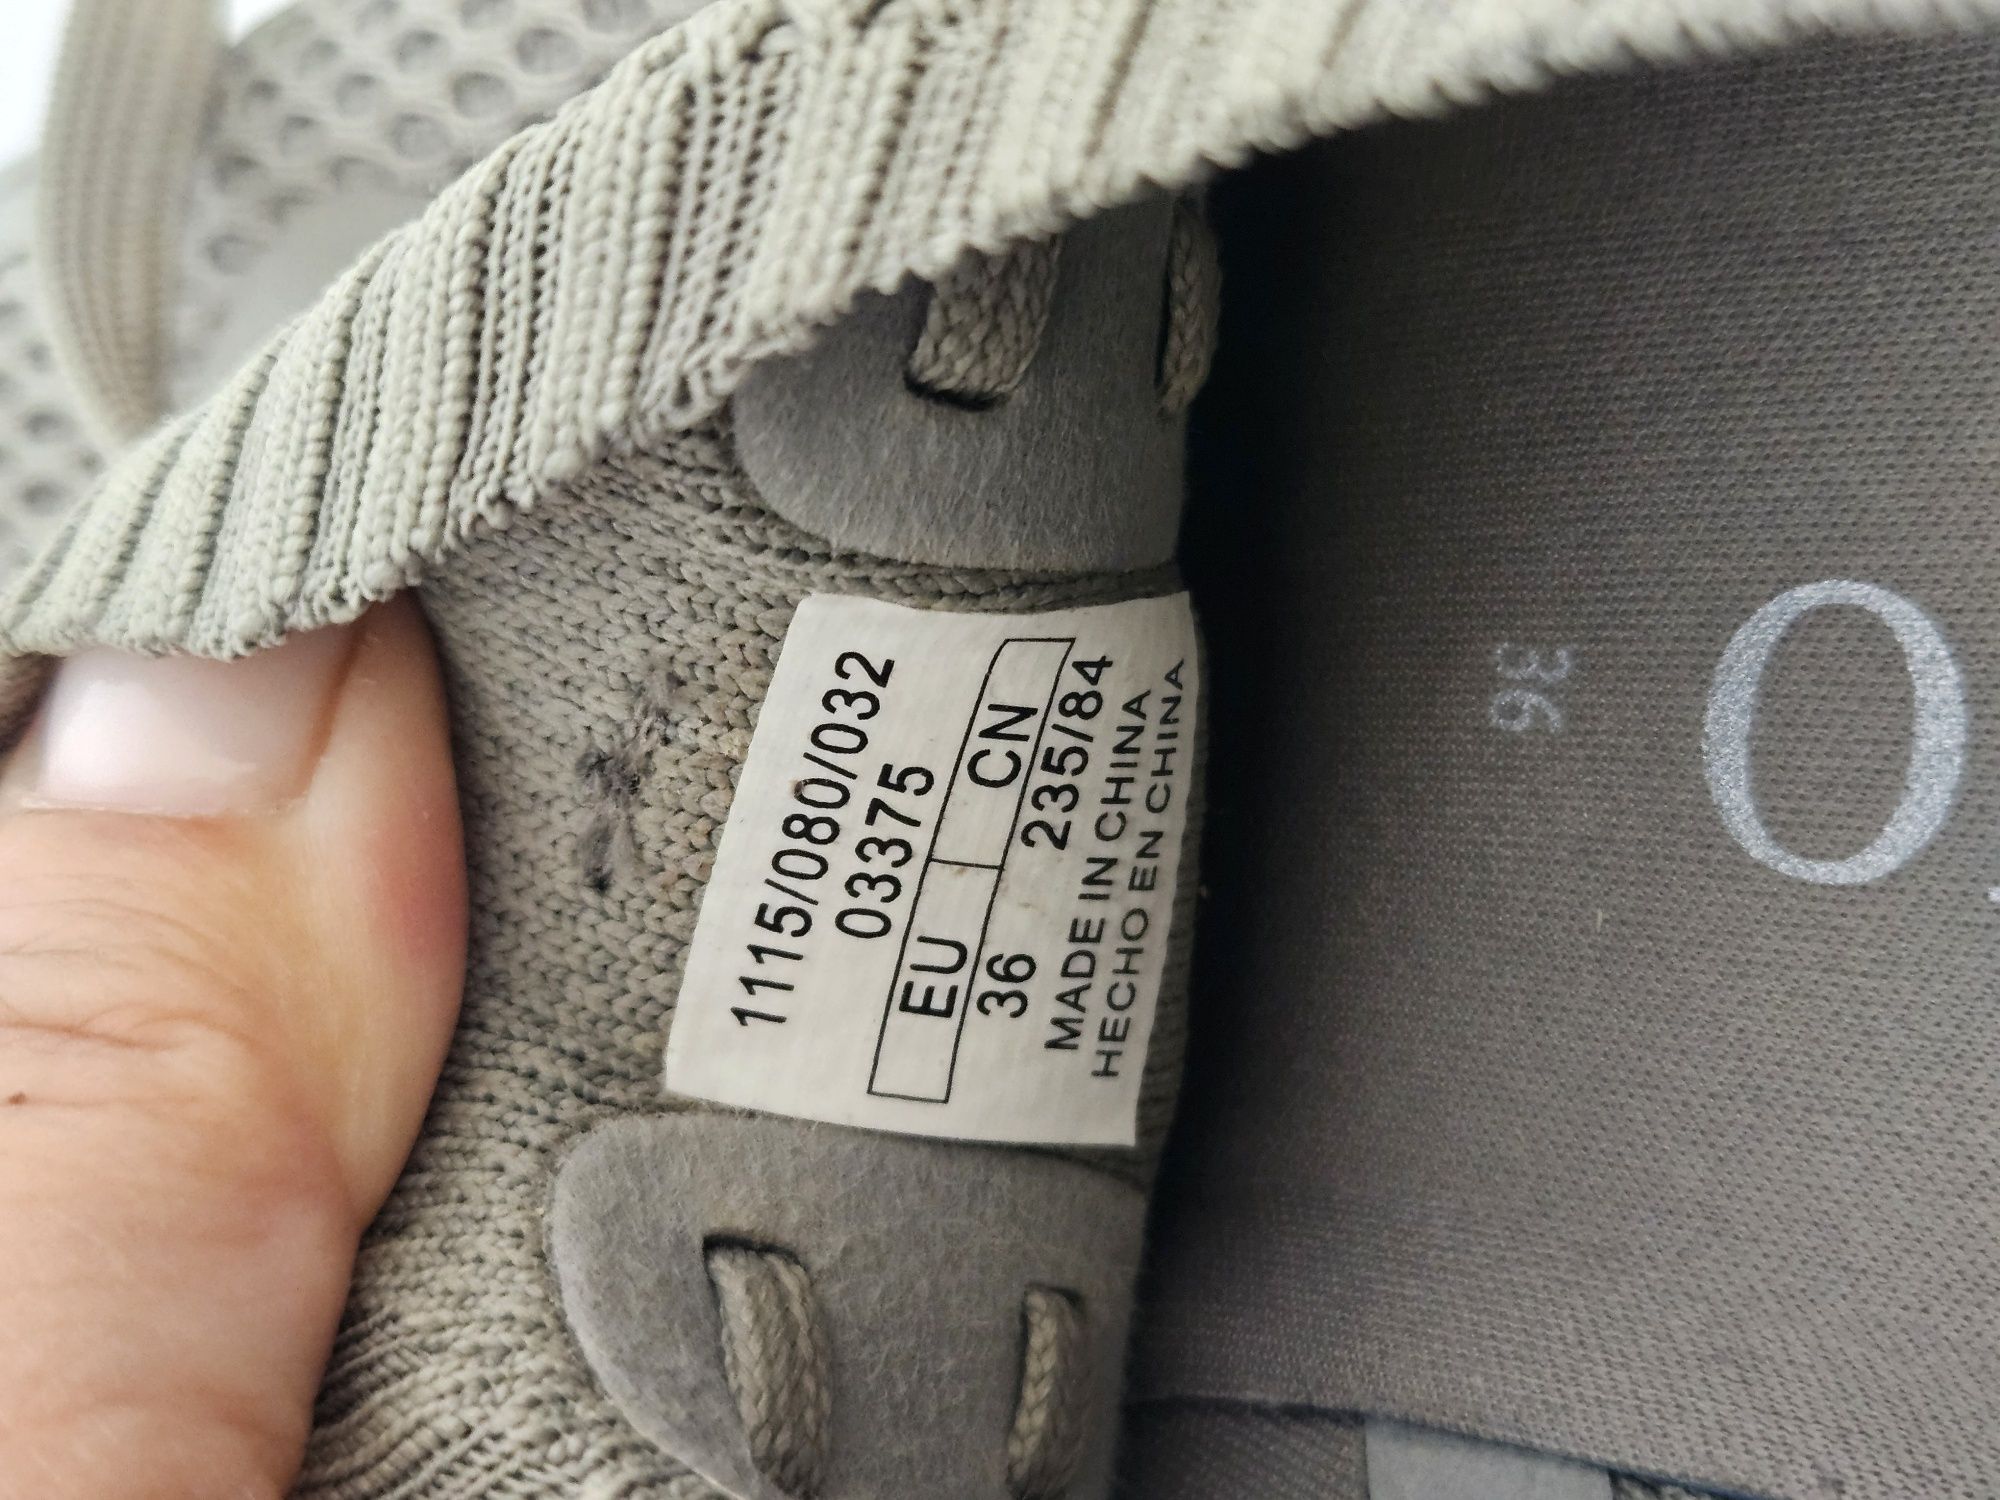 1115/080/032
03375
EU CN
36 235/84
MADE IN CHINA
HECHO EN CHINA
36
O